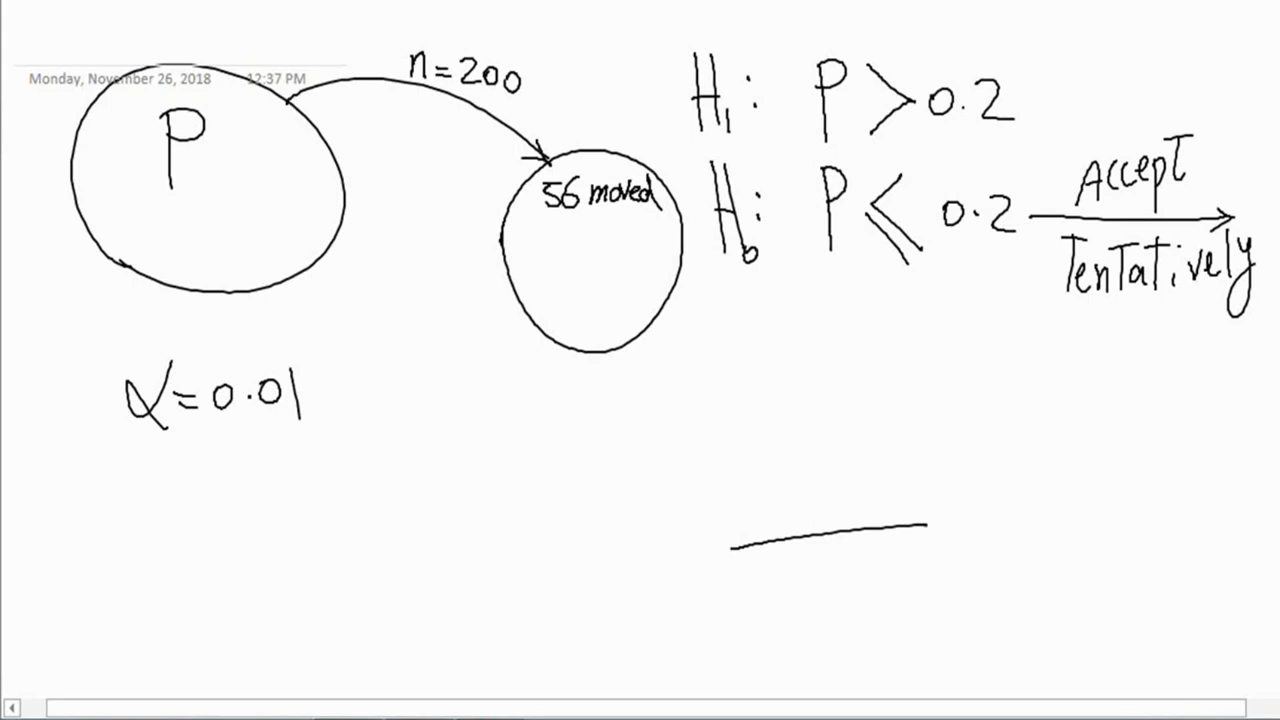 Monday, November 26, 2018 12:37 PM
P
n=200
56 moved
H₁: P > 0.2
H₀: P ≤ 0.2
Accept
Tentatively
α=0.01